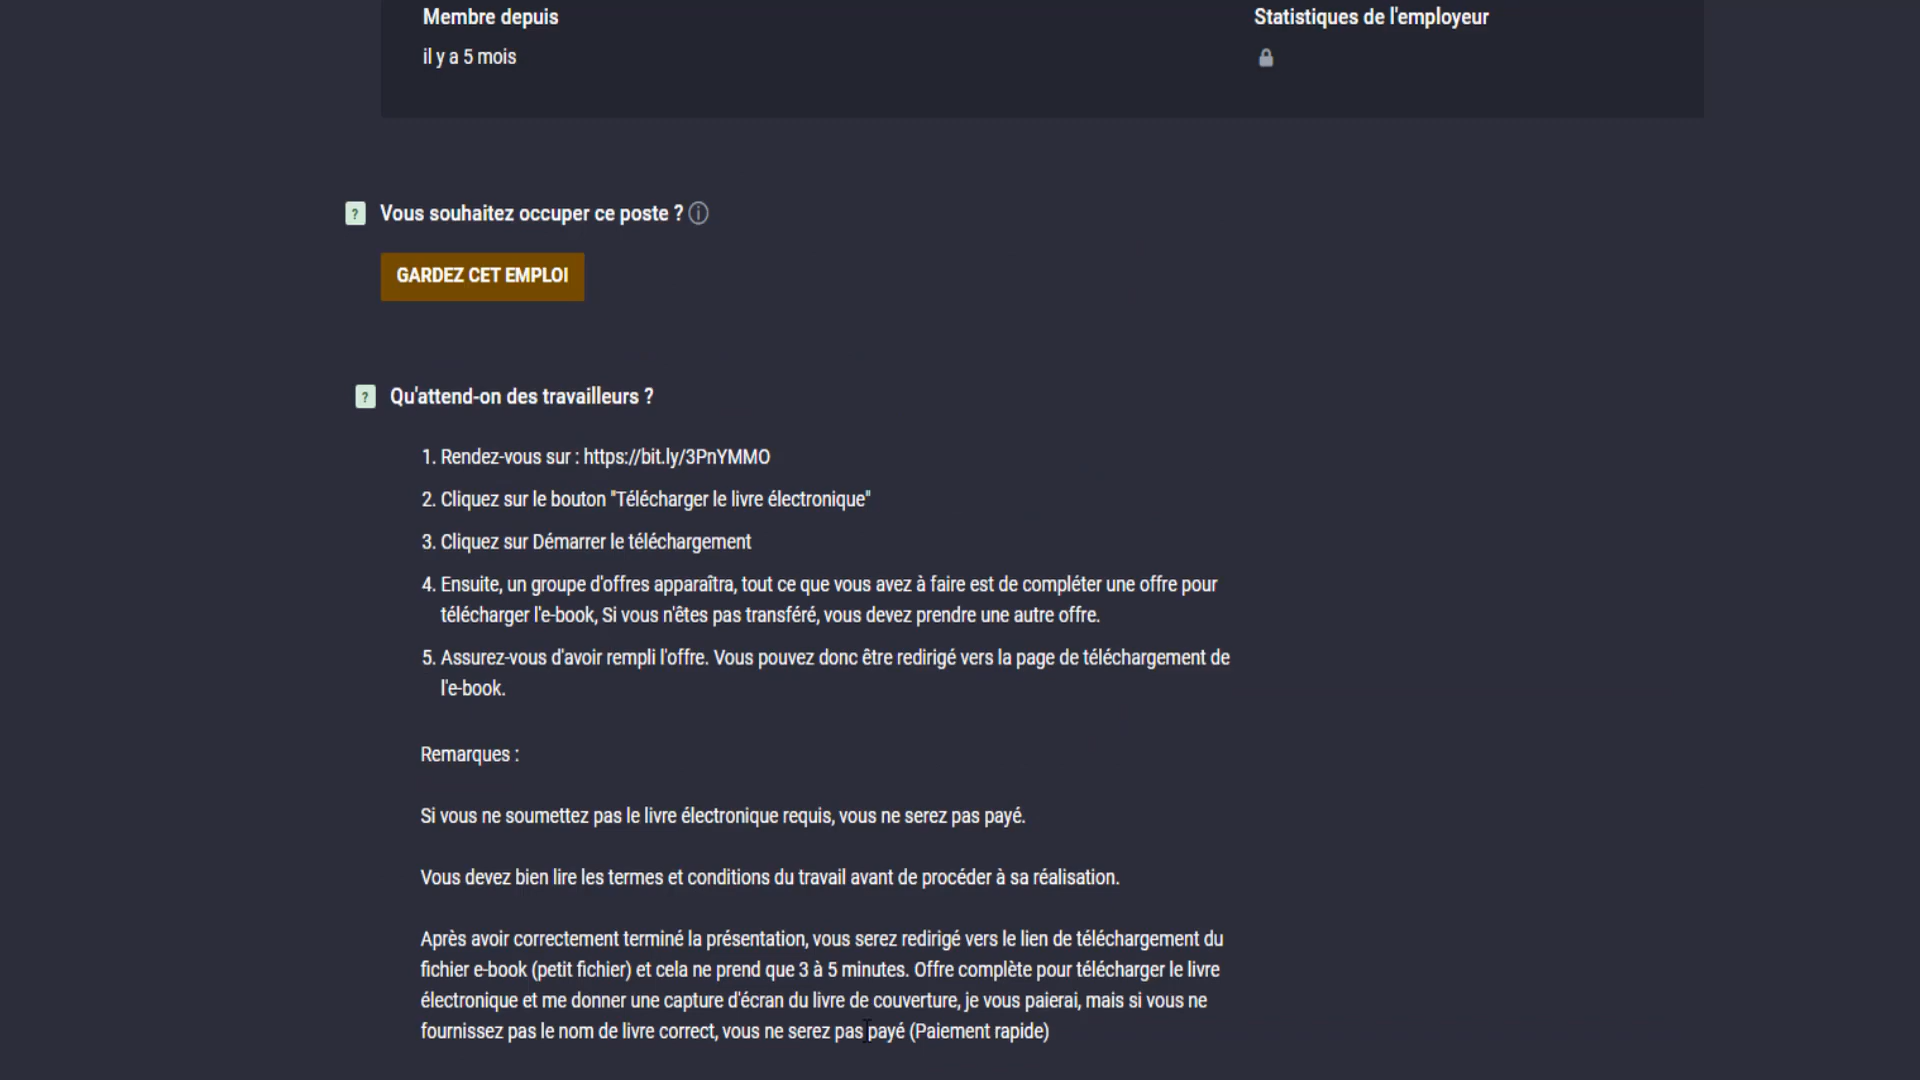 Membre depuis
Statistiques de l'employeur
il y a 5 mois
? Vous souhaitez occuper ce poste ?
GARDEZ CET EMPLOI
? Qu'attend-on des travailleurs ?
1. Rendez-vous sur : https://bit.ly/3PnYMMO
2. Cliquez sur le bouton "Télécharger le livre électronique"
3. Cliquez sur Démarrer le téléchargement
4. Ensuite, un groupe d'offres apparaîtra, tout ce que vous avez à faire est de compléter une offre pour
télécharger l'e-book, Si vous n'êtes pas transféré, vous devez prendre une autre offre.
5. Assurez-vous d'avoir rempli l'offre. Vous pouvez donc être redirigé vers la page de téléchargement de
l'e-book.
Remarques :
Si vous ne soumettez pas le livre électronique requis, vous ne serez pas payé.
Vous devez bien lire les termes et conditions du travail avant de procéder à sa réalisation.
Après avoir correctement terminé la présentation, vous serez redirigé vers le lien de téléchargement du
fichier e-book (petit fichier) et cela ne prend que 3 à 5 minutes. Offre complète pour télécharger le livre
électronique et me donner une capture d'écran du livre de couverture, je vous paierai, mais si vous ne
fournissez pas le nom de livre correct, vous ne serez pas payé (Paiement rapide)